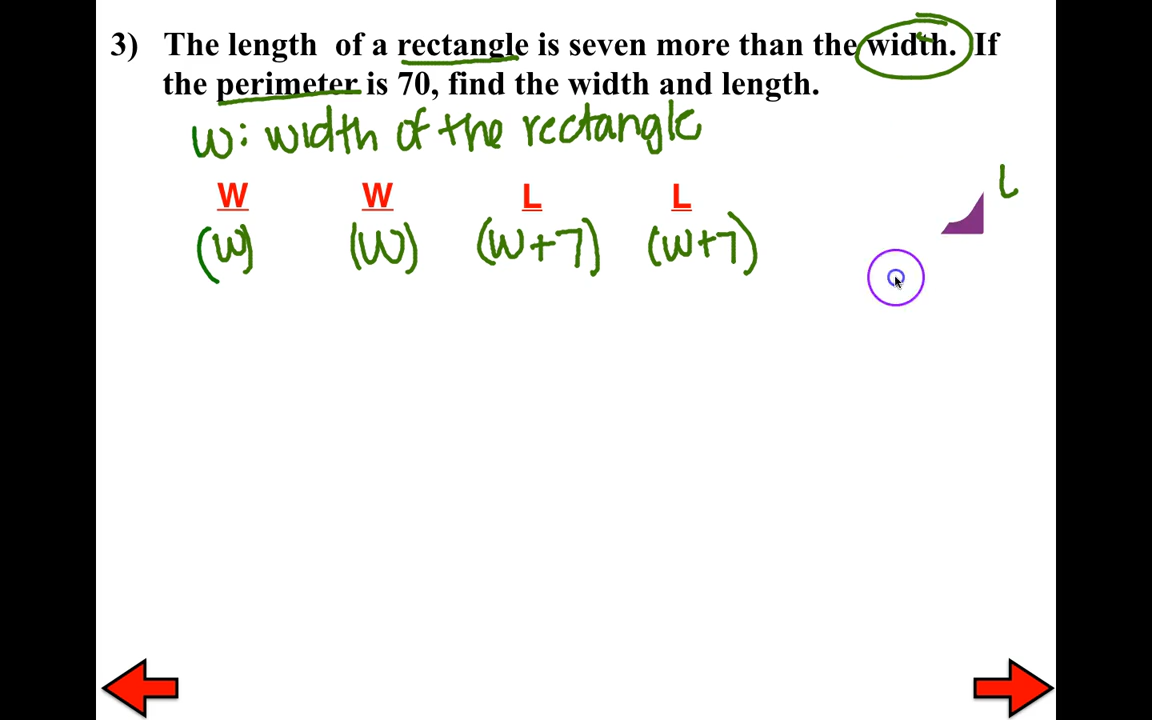 3) The length of a rectangle is seven more than the width. If
the perimeter is 70, find the width and length.
w: width of the rectangle
W W L L
(w) (w) (w+7) (w+7)
L